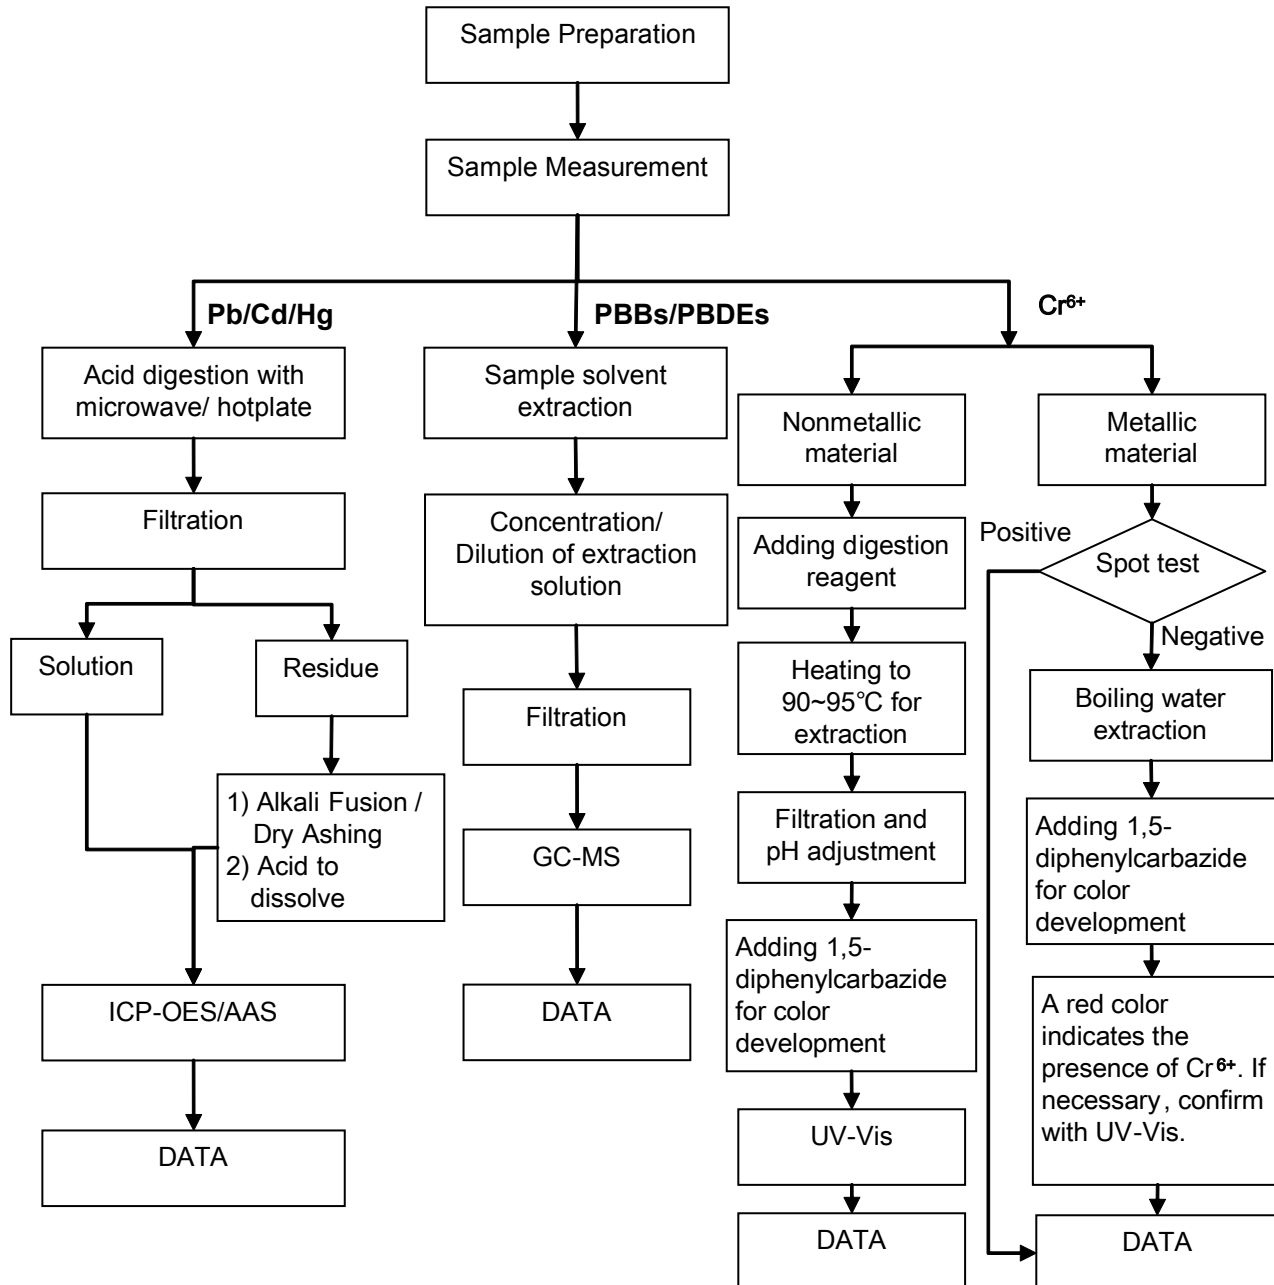 Sample Preparation
Sample Measurement
Pb/Cd/Hg
PBBs/PBDEs
Cr⁶⁺
Acid digestion with
microwave/ hotplate
Filtration
Solution
Residue
1) Alkali Fusion /
Dry Ashing
2) Acid to
dissolve
ICP-OES/AAS
DATA
Sample solvent
extraction
Concentration/
Dilution of extraction
solution
Filtration
GC-MS
DATA
Nonmetallic
material
Adding digestion
reagent
Heating to
90~95℃ for
extraction
Filtration and
pH adjustment
Adding 1,5-
diphenylcarbazide
for color
development
UV-Vis
DATA
Metallic
material
Positive
Spot test
Negative
Boiling water
extraction
Adding 1,5-
diphenylcarbazide
for color
development
A red color
indicates the
presence of Cr⁶⁺. If
necessary, confirm
with UV-Vis.
DATA